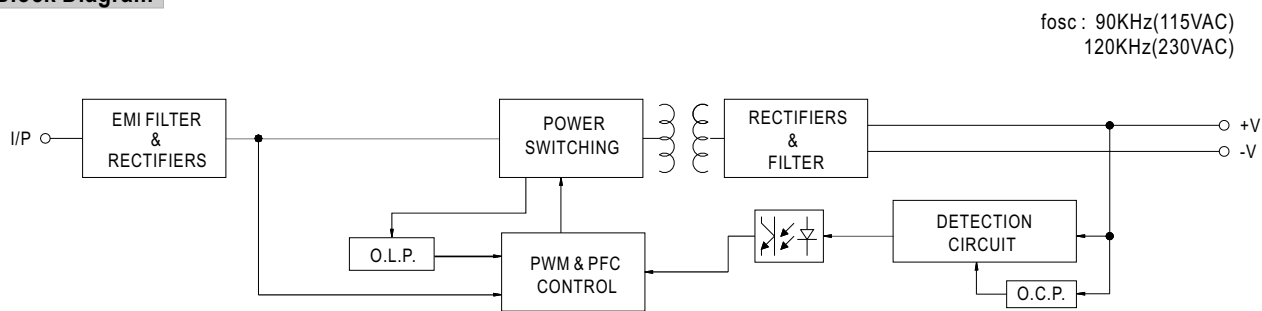 Block Diagram
fosc : 90KHz(115VAC)
120KHz(230VAC)
I/P
EMI FILTER
&
RECTIFIERS
POWER
SWITCHING
RECTIFIERS
&
FILTER
+V
-V
O.L.P.
PWM & PFC
CONTROL
DETECTION
CIRCUIT
O.C.P.